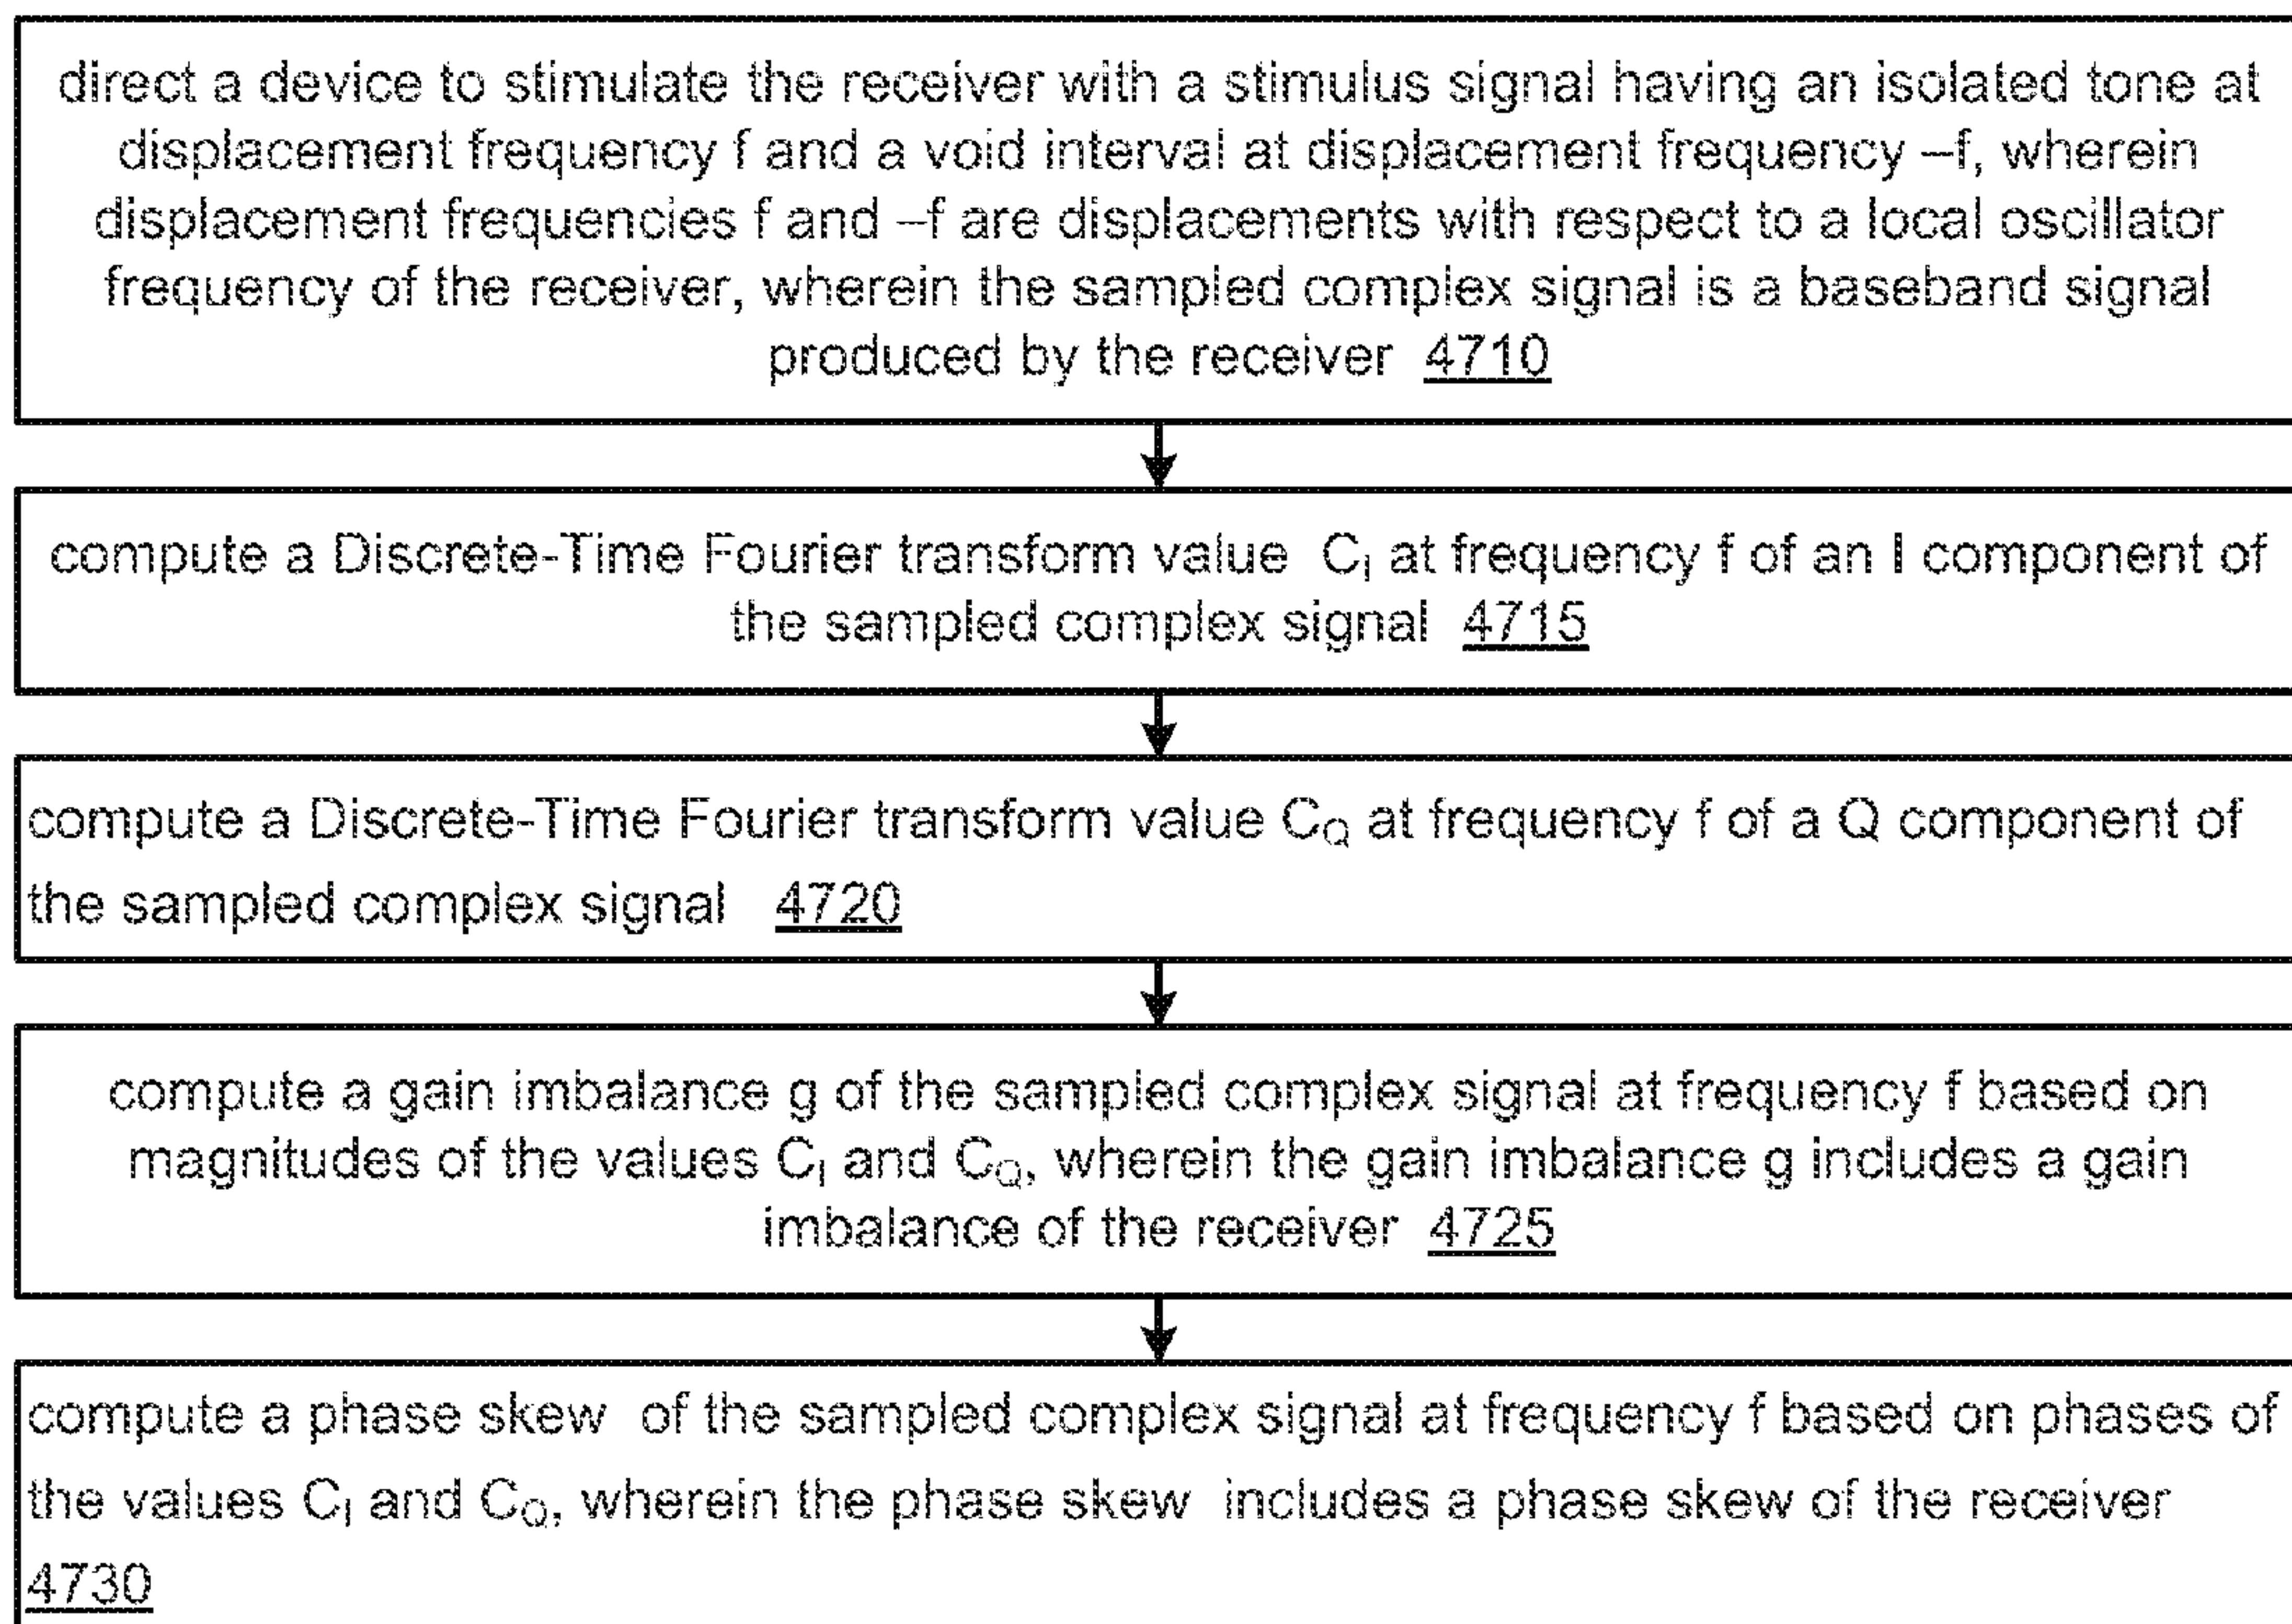 direct a device to stimulate the receiver with a stimulus signal having an isolated tone at
displacement frequency f and a void interval at displacement frequency –f, wherein
displacement frequencies f and –f are displacements with respect to a local oscillator
frequency of the receiver, wherein the sampled complex signal is a baseband signal
produced by the receiver 4710
compute a Discrete-Time Fourier transform value C_I at frequency f of an I component of
the sampled complex signal 4715
compute a Discrete-Time Fourier transform value C_Q at frequency f of a Q component of
the sampled complex signal 4720
compute a gain imbalance g of the sampled complex signal at frequency f based on
magnitudes of the values C_I and C_Q, wherein the gain imbalance g includes a gain
imbalance of the receiver 4725
compute a phase skew of the sampled complex signal at frequency f based on phases of
the values C_I and C_Q, wherein the phase skew includes a phase skew of the receiver
4730